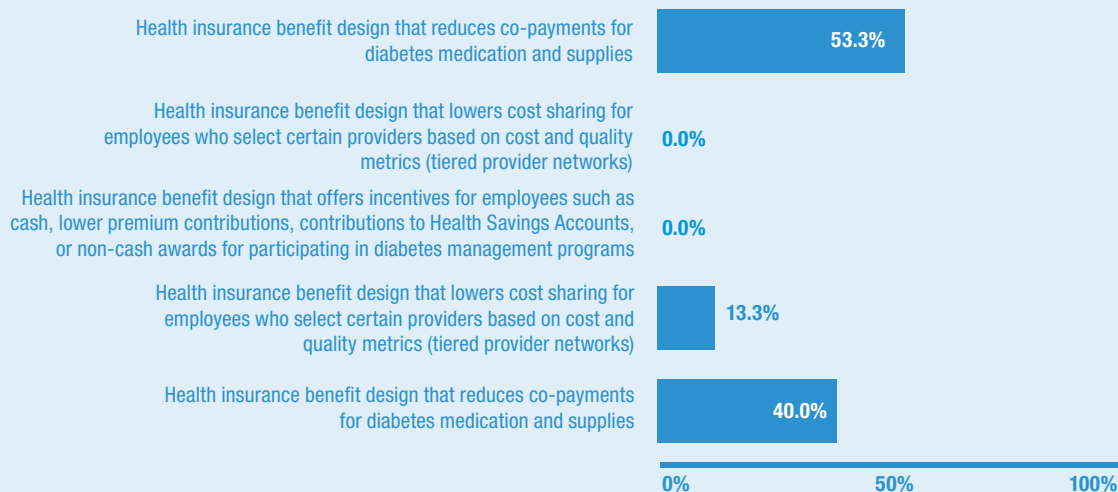 Health insurance benefit design that reduces co-payments for
diabetes medication and supplies
53.3%
Health insurance benefit design that lowers cost sharing for
employees who select certain providers based on cost and quality
metrics (tiered provider networks)
0.0%
Health insurance benefit design that offers incentives for employees such as
cash, lower premium contributions, contributions to Health Savings Accounts,
or non-cash awards for participating in diabetes management programs
0.0%
Health insurance benefit design that lowers cost sharing for
employees who select certain providers based on cost and
quality metrics (tiered provider networks)
13.3%
Health insurance benefit design that reduces co-payments
for diabetes medication and supplies
40.0%
0% 50% 100%